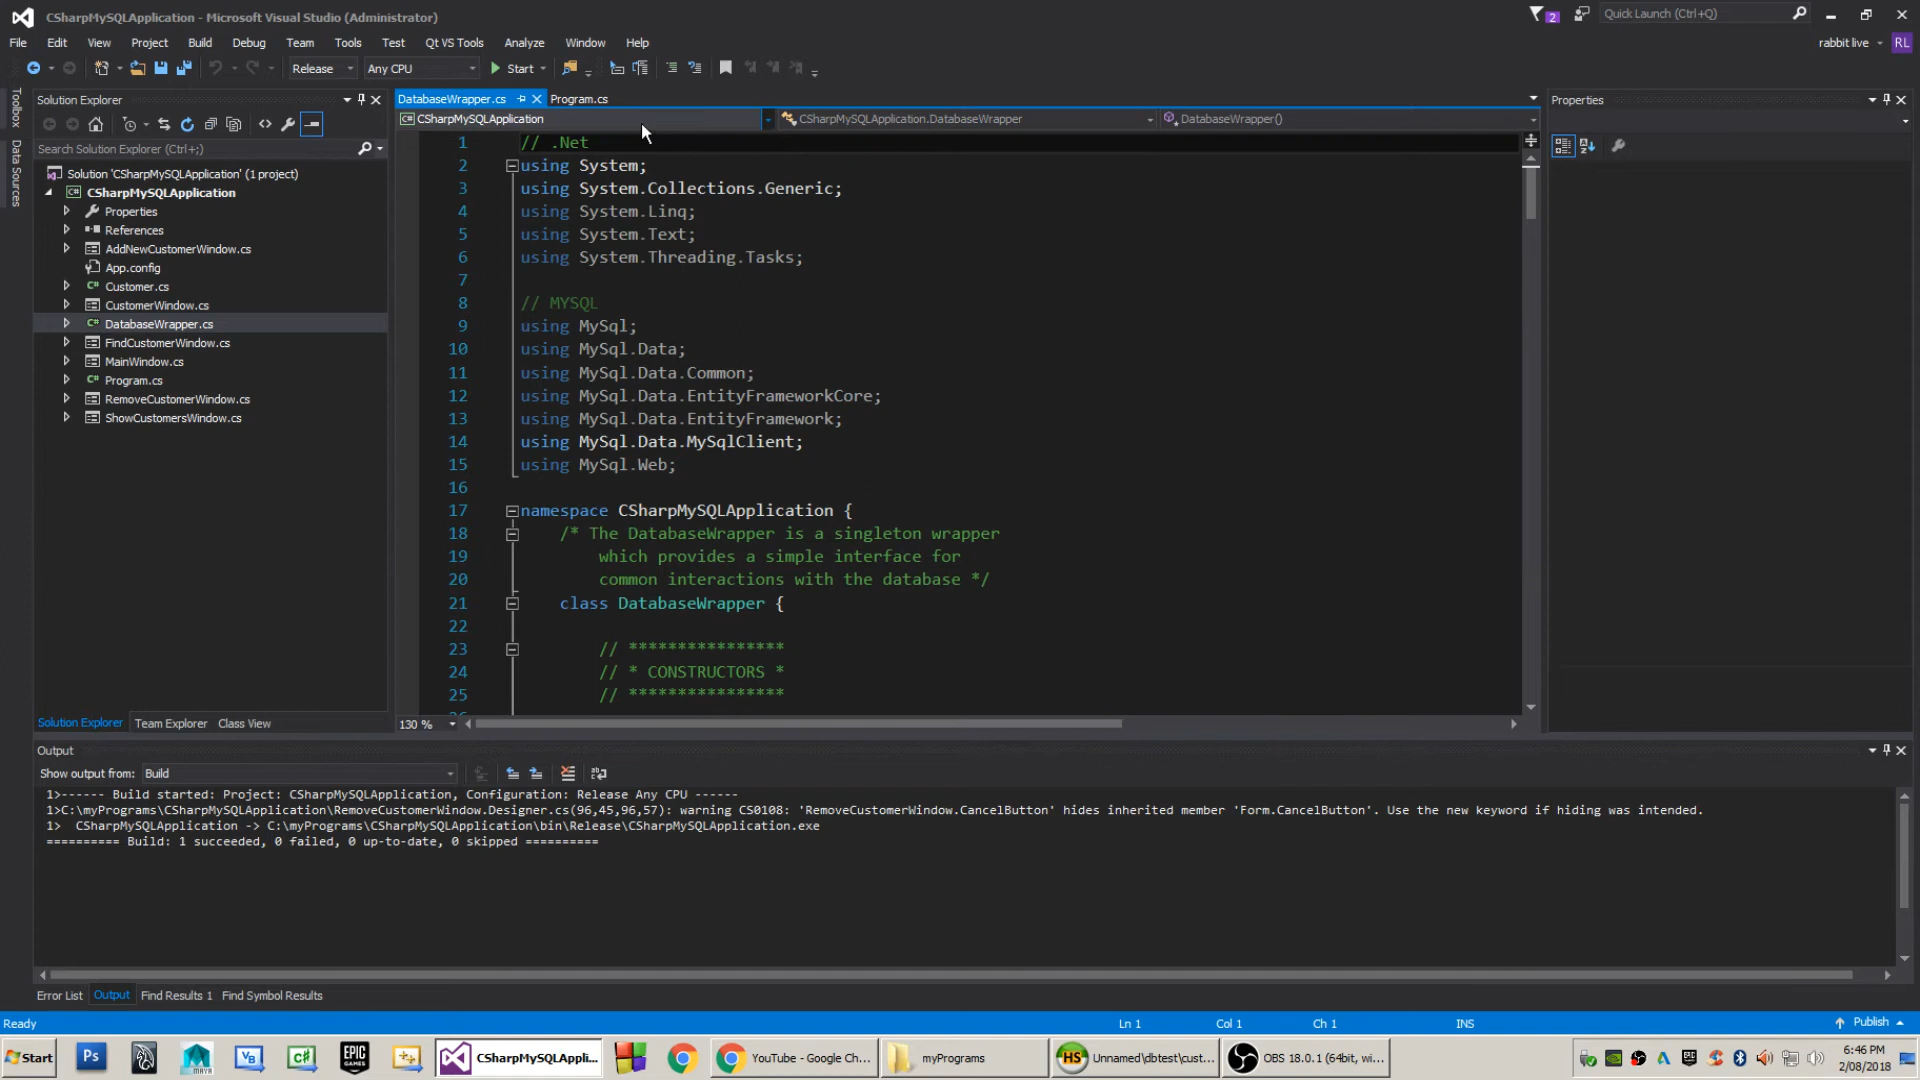 CSharpMySQLApplication - Microsoft Visual Studio (Administrator)
2
Quick Launch (Ctrl+Q)
File Edit View Project Build Debug Team Tools Test Qt VS Tools Analyze Window Help
rabbit live
RL
Release
Any CPU
Start
Toolbox
Data Sources
Solution Explorer
Search Solution Explorer (Ctrl+;)
Solution 'CSharpMySQLApplication' (1 project)
CSharpMySQLApplication
Properties
References
AddNewCustomerWindow.cs
App.config
Customer.cs
CustomerWindow.cs
DatabaseWrapper.cs
FindCustomerWindow.cs
MainWindow.cs
Program.cs
RemoveCustomerWindow.cs
ShowCustomersWindow.cs
Solution Explorer Team Explorer Class View
DatabaseWrapper.cs
Program.cs
CSharpMySQLApplication
CSharpMySQLApplication.DatabaseWrapper
DatabaseWrapper()
1 // .Net
2 using System;
3 using System.Collections.Generic;
4 using System.Linq;
5 using System.Text;
6 using System.Threading.Tasks;
7
8 // MYSQL
9 using MySql;
10 using MySql.Data;
11 using MySql.Data.Common;
12 using MySql.Data.EntityFrameworkCore;
13 using MySql.Data.EntityFramework;
14 using MySql.Data.MySqlClient;
15 using MySql.Web;
16
17 namespace CSharpMySQLApplication {
18 /* The DatabaseWrapper is a singleton wrapper
19 which provides a simple interface for
20 common interactions with the database */
21 class DatabaseWrapper {
22
23 // ****************
24 // * CONSTRUCTORS *
25 // ****************
130 %
Properties
Output
Show output from: Build
1>------ Build started: Project: CSharpMySQLApplication, Configuration: Release Any CPU ------
1>C:\myPrograms\CSharpMySQLApplication\RemoveCustomerWindow.Designer.cs(96,45,96,57): warning CS0108: 'RemoveCustomerWindow.CancelButton' hides inherited member 'Form.CancelButton'. Use the new keyword if hiding was intended.
1>  CSharpMySQLApplication -> C:\myPrograms\CSharpMySQLApplication\bin\Release\CSharpMySQLApplication.exe
========== Build: 1 succeeded, 0 failed, 0 up-to-date, 0 skipped ==========
Error List Output Find Results 1 Find Symbol Results
Ready
Ln 1
Col 1
Ch 1
INS
Publish
Start
Ps
MAYA
VB
C#
EPIC GAMES
CSharpMySQLAppli...
YouTube - Google Ch...
myPrograms
HS
Unnamed\dbtest\cust...
OBS 18.0.1 (64bit, wi...
6:46 PM
2/08/2018